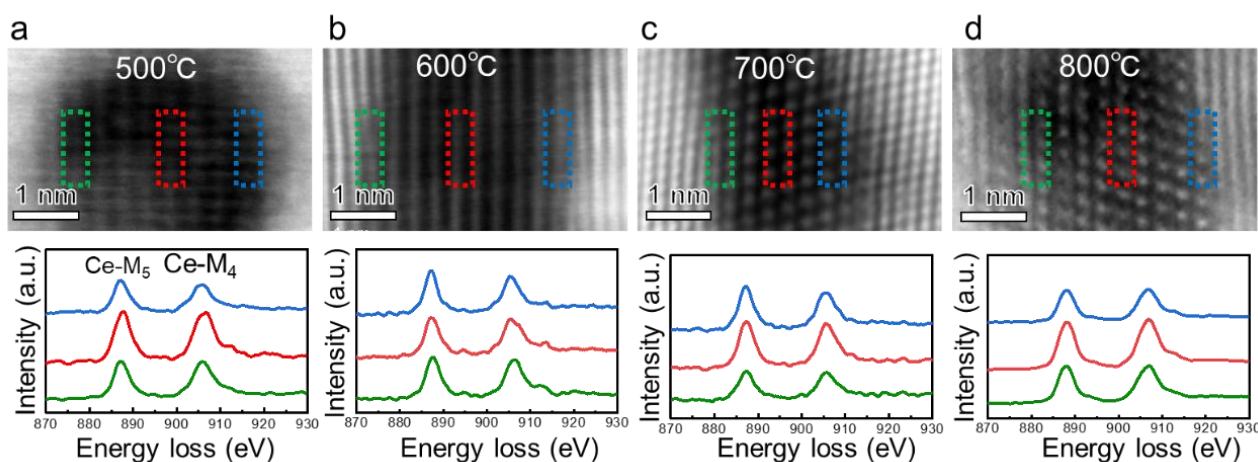 a b c d
500℃ 600℃ 700℃ 800℃
1 nm 1 nm 1 nm 1 nm
Ce-M5 Ce-M4
Intensity (a.u.) Intensity (a.u.) Intensity (a.u.) Intensity (a.u.)
870 880 890 900 910 920 930 870 880 890 900 910 920 930 870 880 890 900 910 920 930 870 880 890 900 910 920 930
Energy loss (eV) Energy loss (eV) Energy loss (eV) Energy loss (eV)